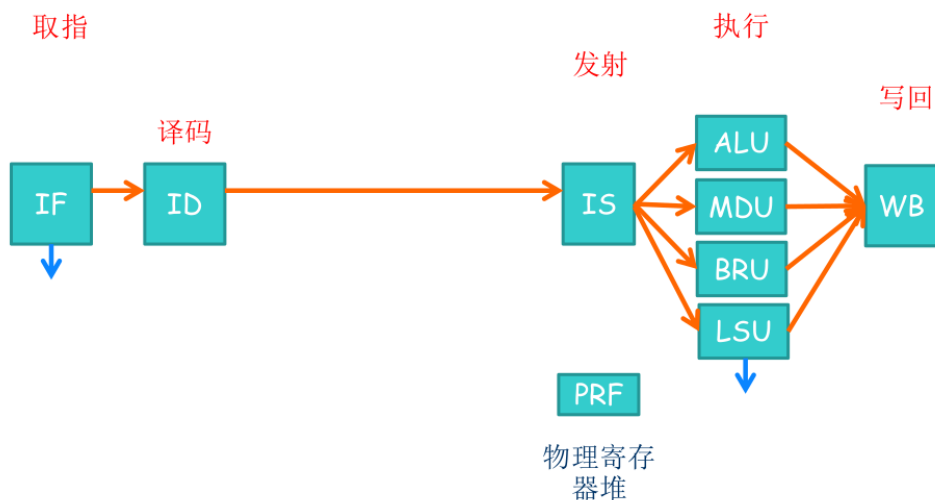 取指
执行
发射
写回
译码
IF
ID
IS
ALU
MDU
BRU
LSU
WB
PRF
物理寄存
器堆